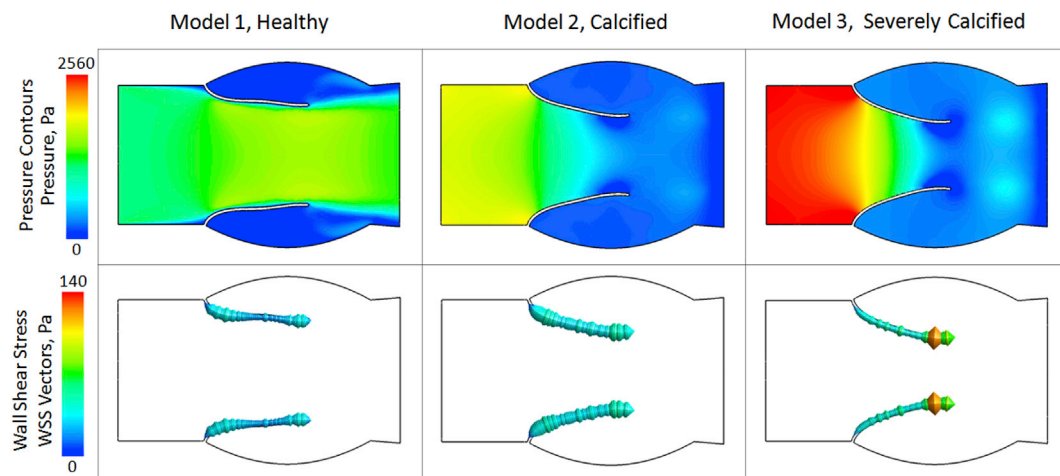 Model 1, Healthy
Model 2, Calcified
Model 3, Severely Calcified
Pressure Contours
Pressure, Pa
2560
0
Wall Shear Stress
WSS Vectors, Pa
140
0